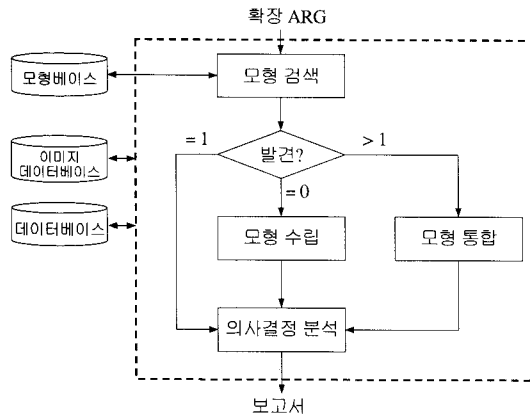 확장 ARG
모형베이스
모형 검색
= 1
발견?
> 1
이미지
데이터베이스
= 0
데이터베이스
모형 수립
모형 통합
의사결정 분석
보고서